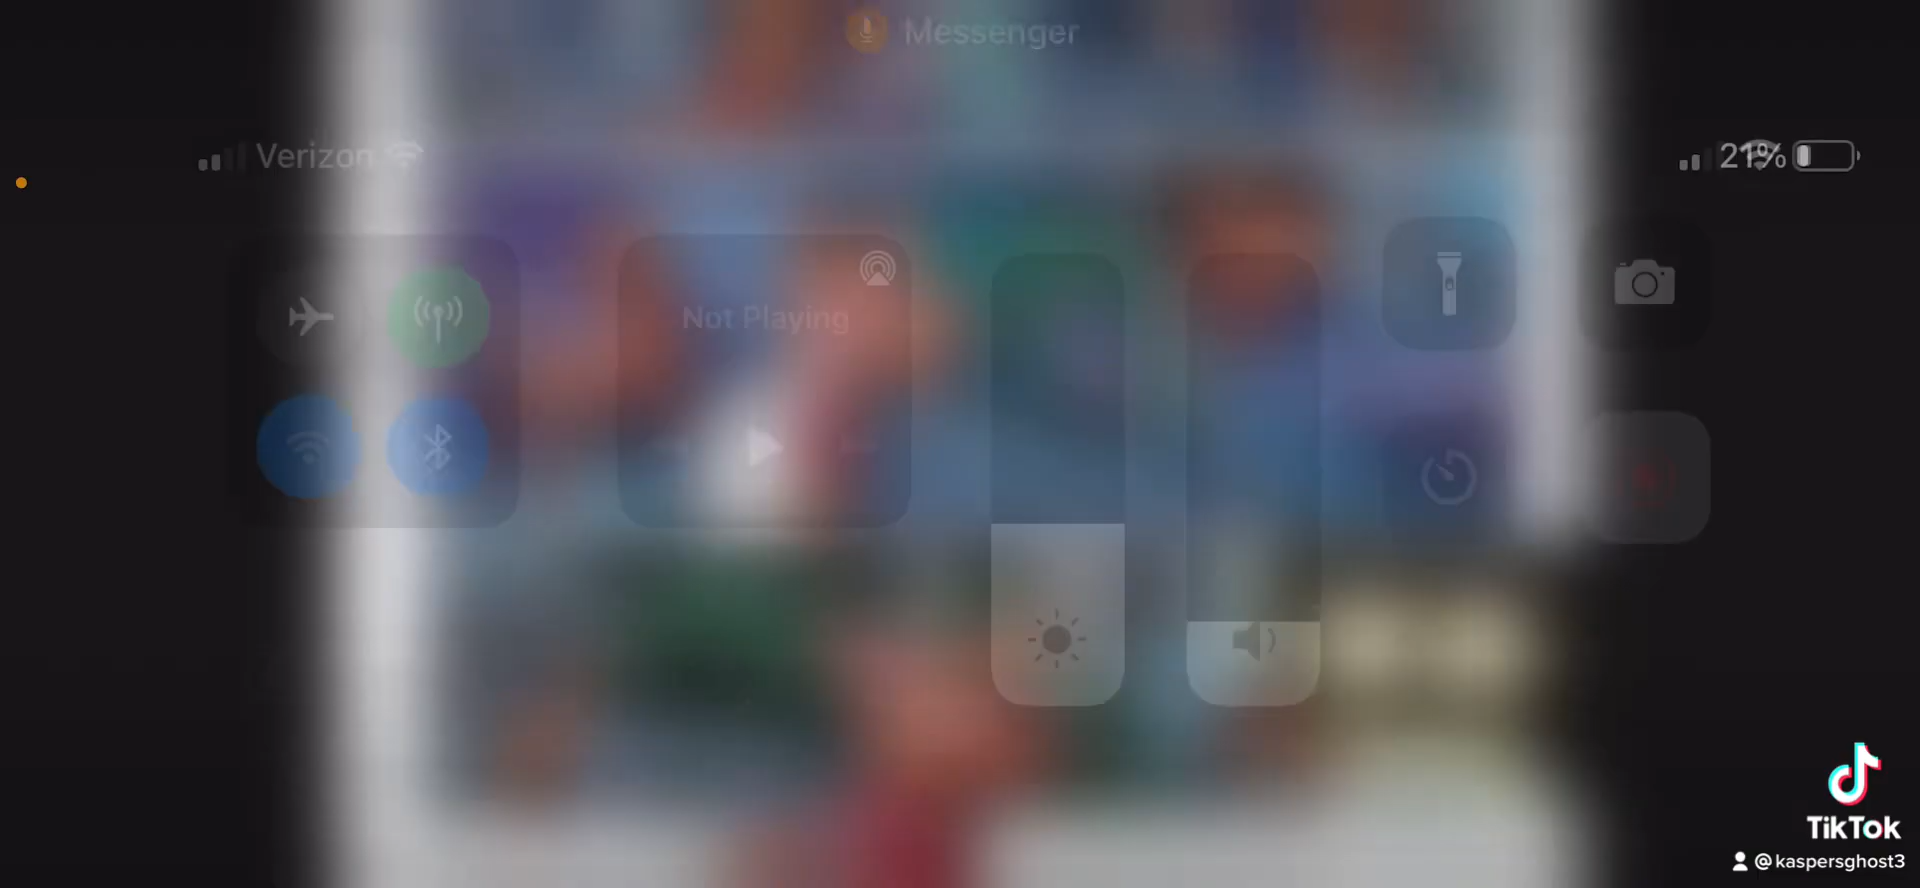 Messenger
Verizon
21%
Not Playing
TikTok
@kaspersghost3